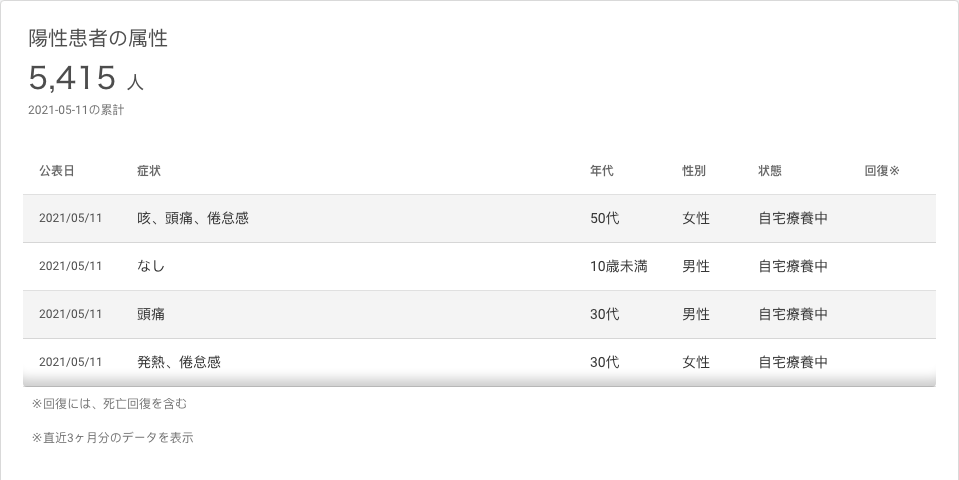 陽性患者の属性
5,415 人
2021-05-11の累計
公表日 症状 年代 性別 状態 回復※
2021/05/11 咳、頭痛、倦怠感 50代 女性 自宅療養中
2021/05/11 なし 10歳未満 男性 自宅療養中
2021/05/11 頭痛 30代 男性 自宅療養中
2021/05/11 発熱、倦怠感 30代 女性 自宅療養中
※回復には、死亡回復を含む
※直近3ヶ月分のデータを表示